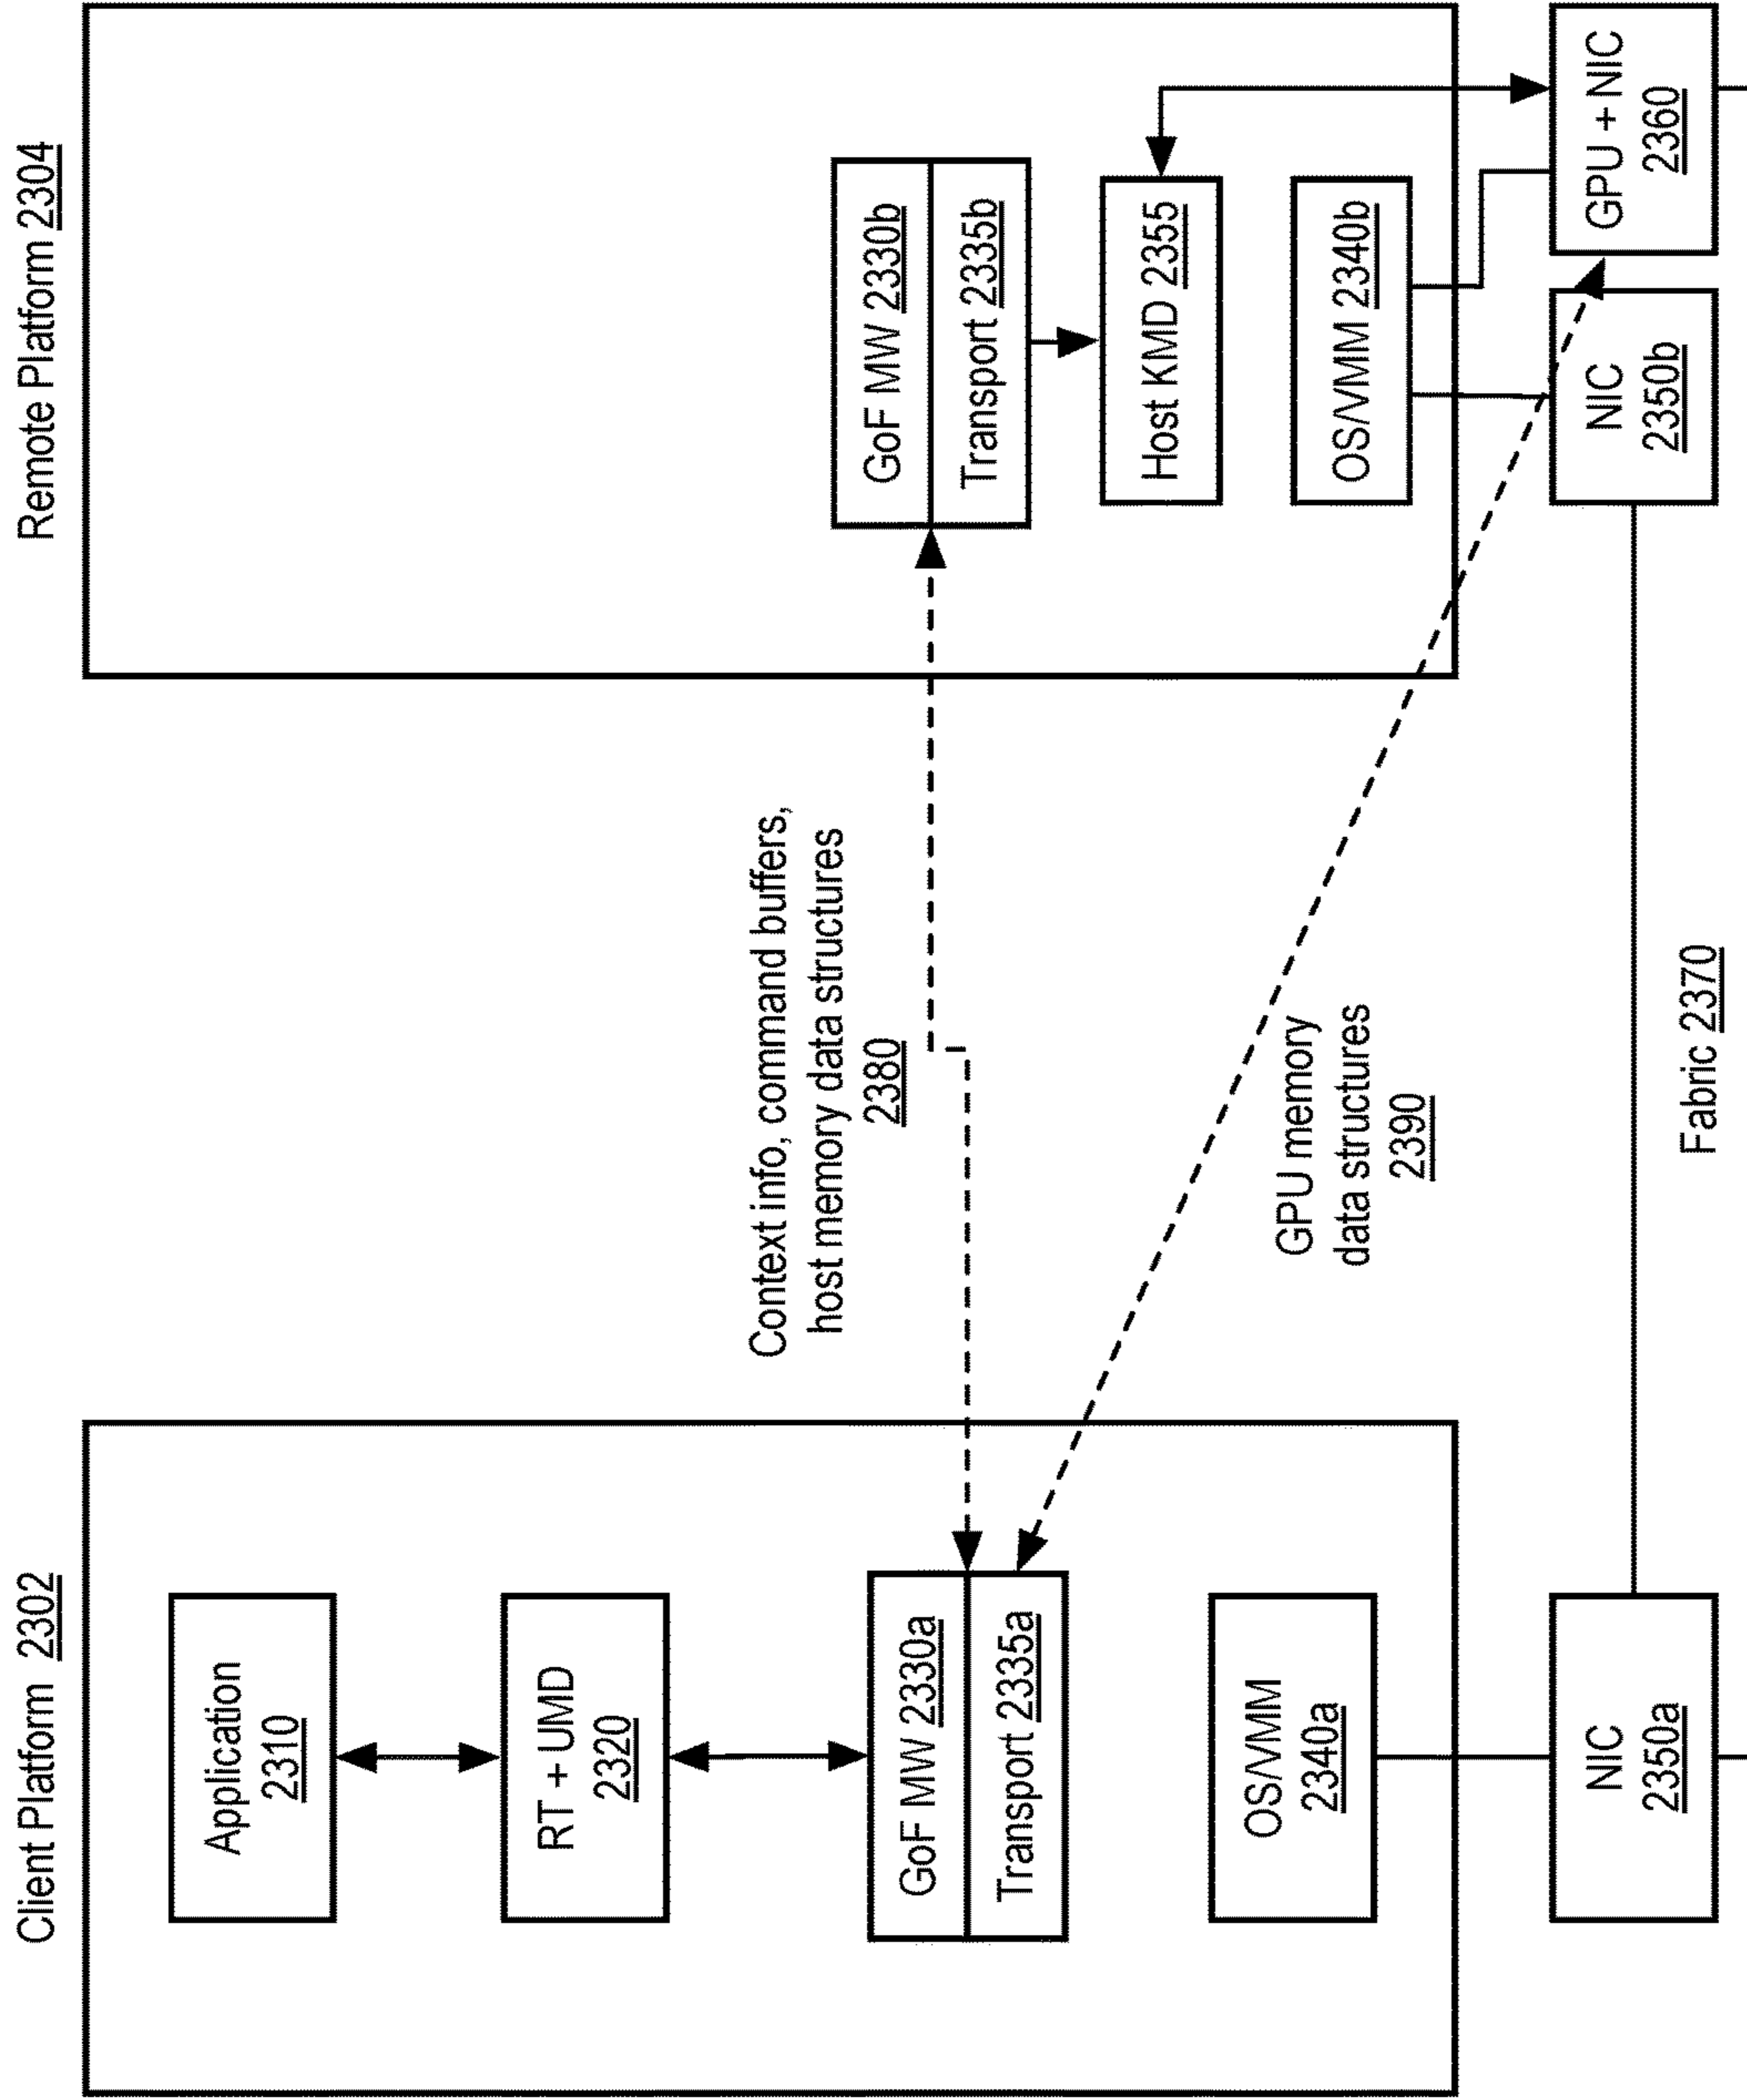 Client Platform 2302
Application
2310
RT + UMD
2320
GoF MW 2330a
Transport 2335a
OS/VMM
2340a
NIC
2350a
Context info, command buffers,
host memory data structures
2380
GPU memory
data structures
2390
Fabric 2370
Remote Platform 2304
GoF MW 2330b
Transport 2335b
Host KMD 2355
OS/VMM 2340b
NIC
2350b
GPU + NIC
2360